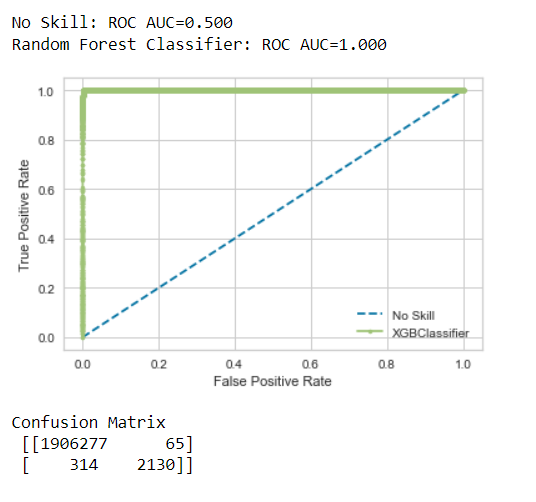 No Skill: ROC AUC=0.500
Random Forest Classifier: ROC AUC=1.000
1.0
0.8
0.6
0.4
0.2
0.0
True Positive Rate
No Skill
XGBClassifier
0.0 0.2 0.4 0.6 0.8 1.0
False Positive Rate
Confusion Matrix
[[1906277 65]
[ 314 2130]]